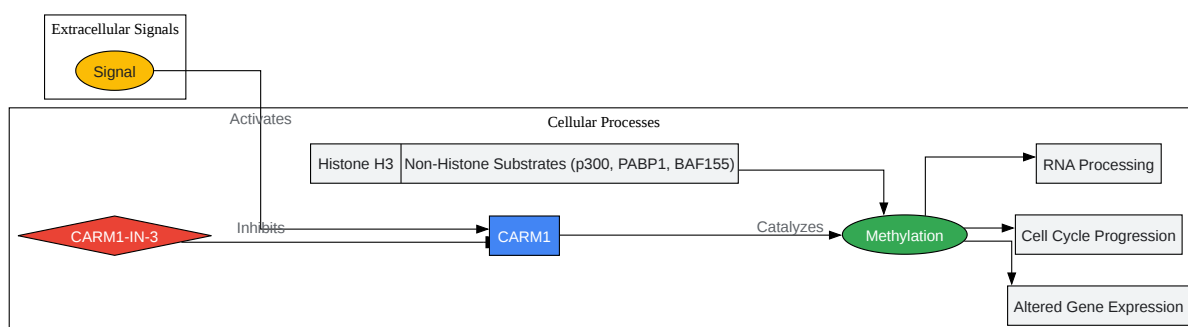 Extracellular Signals
Signal
Activates
Cellular Processes
Histone H3
Non-Histone Substrates (p300, PABP1, BAF155)
RNA Processing
CARM1-IN-3
Inhibits
CARM1
Catalyzes
Methylation
Cell Cycle Progression
Altered Gene Expression